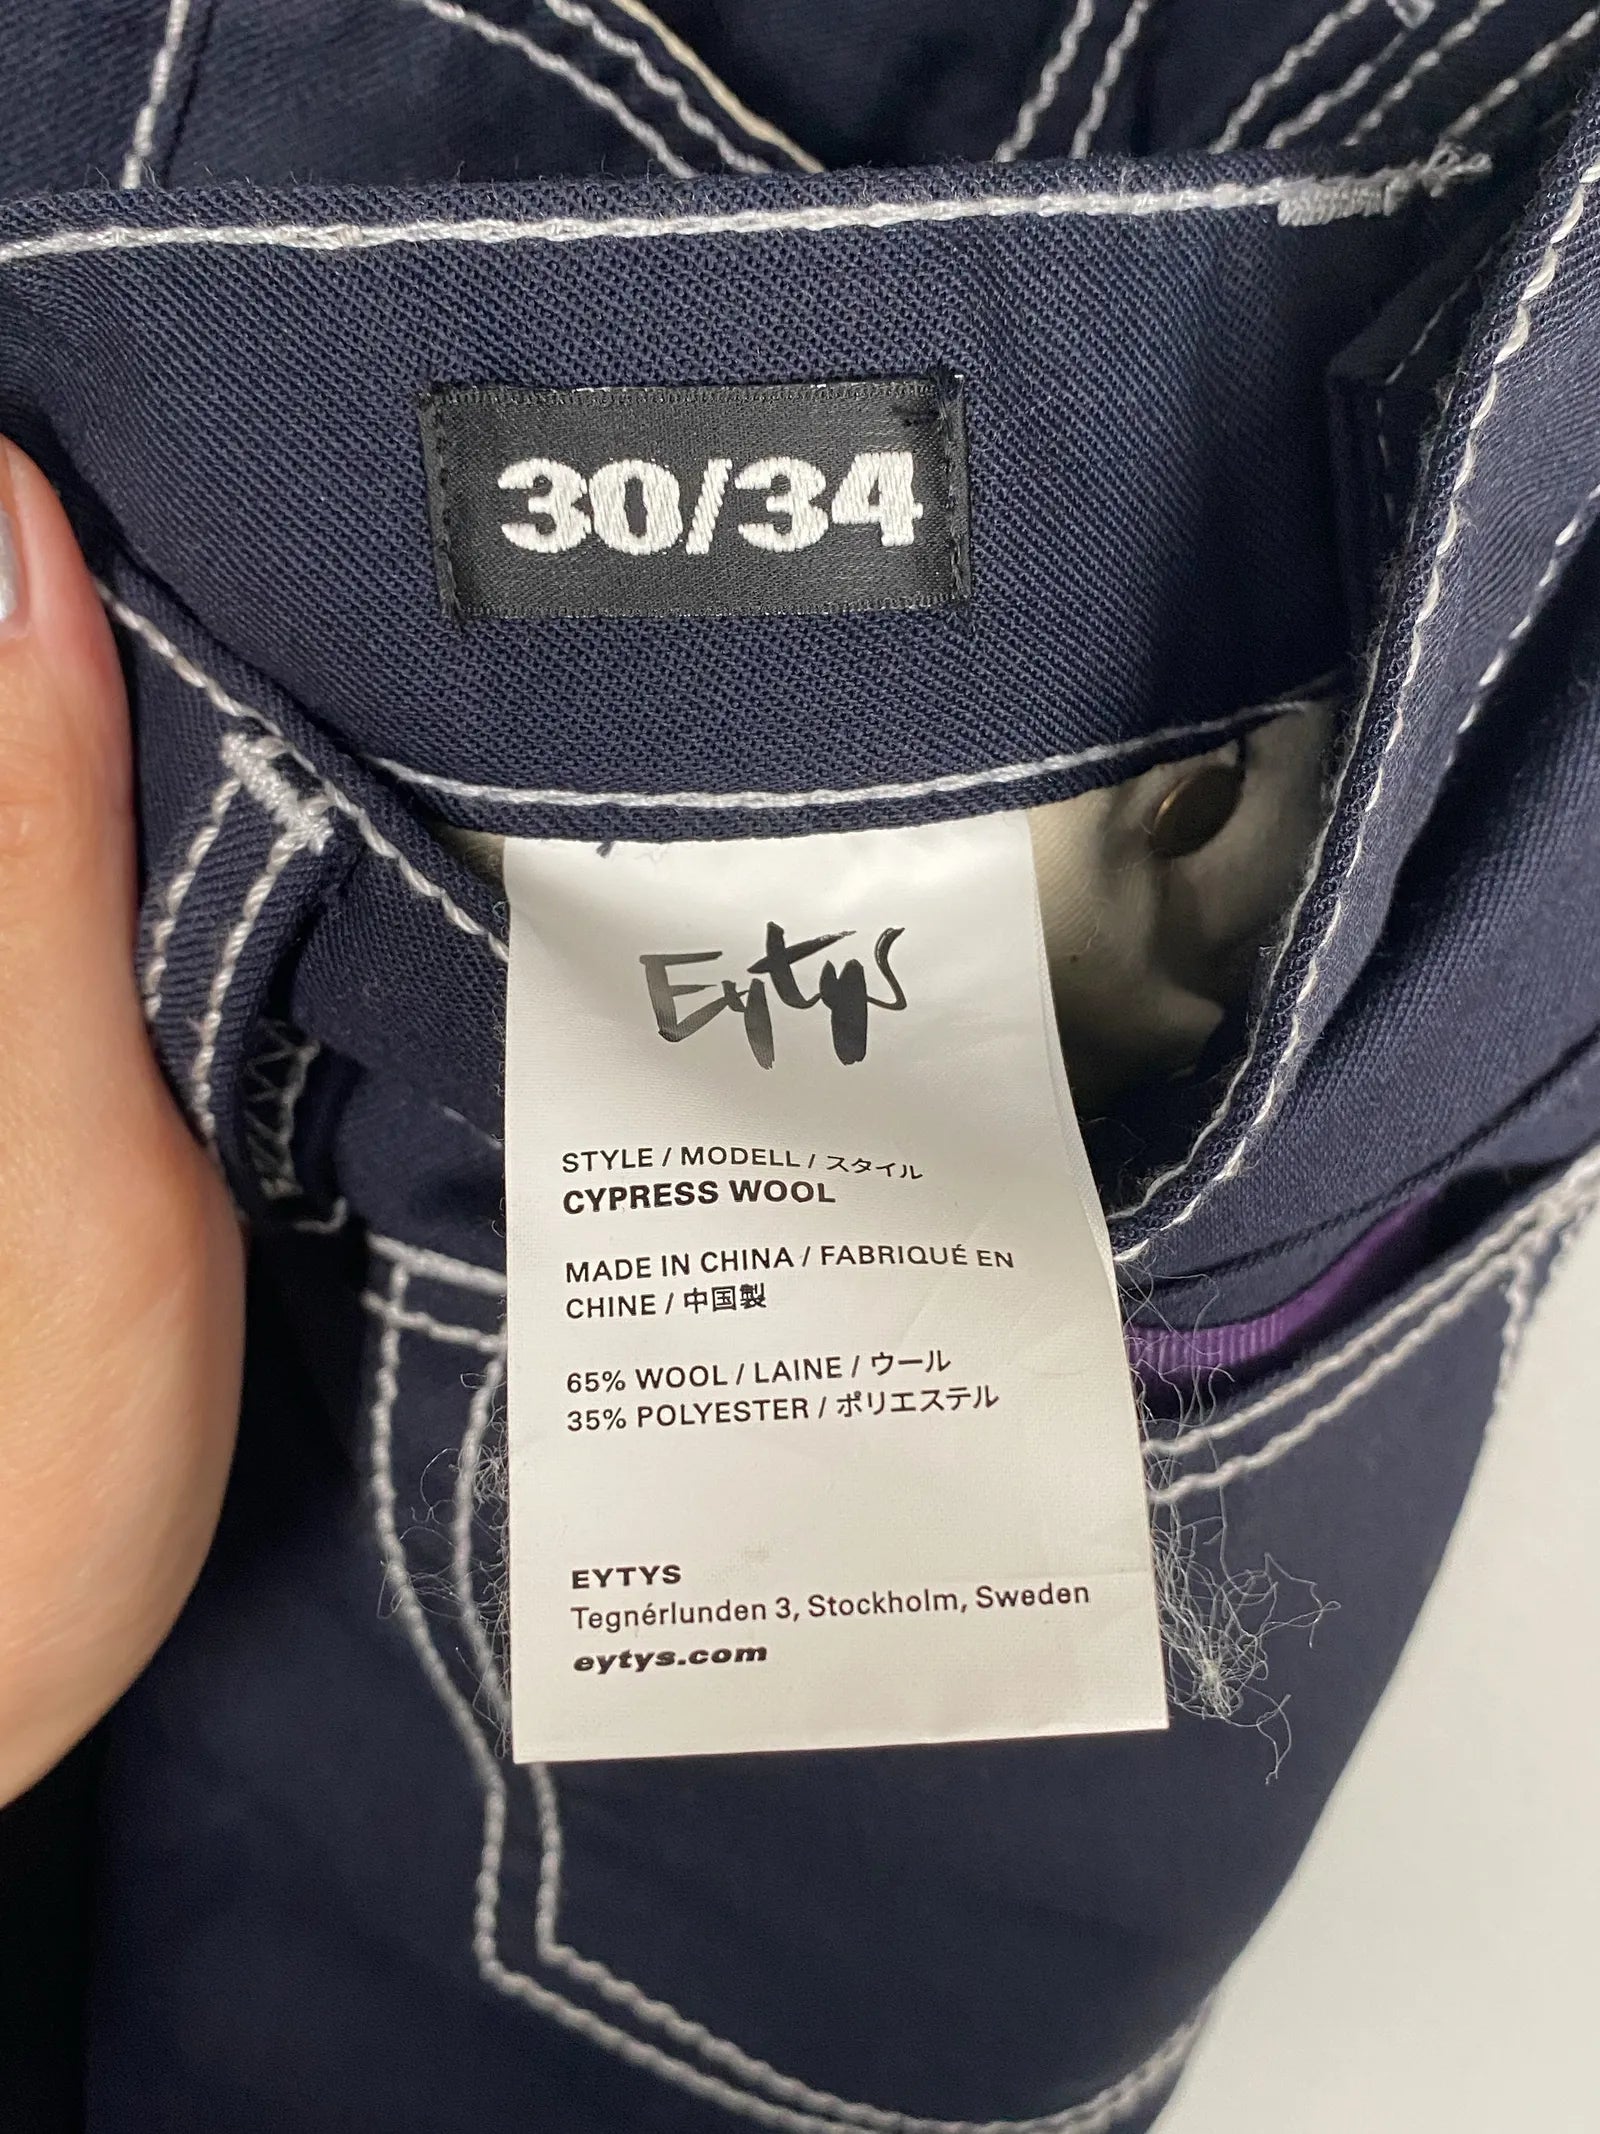 30/34
Eytys
STYLE / MODELL / スタイル
CYPRESS WOOL
MADE IN CHINA / FABRIQUÉ EN
CHINE / 中国製
65% WOOL / LAINE / ウール
35% POLYESTER / ポリエステル
EYTYS
Tegnérlunden 3, Stockholm, Sweden
eytys.com